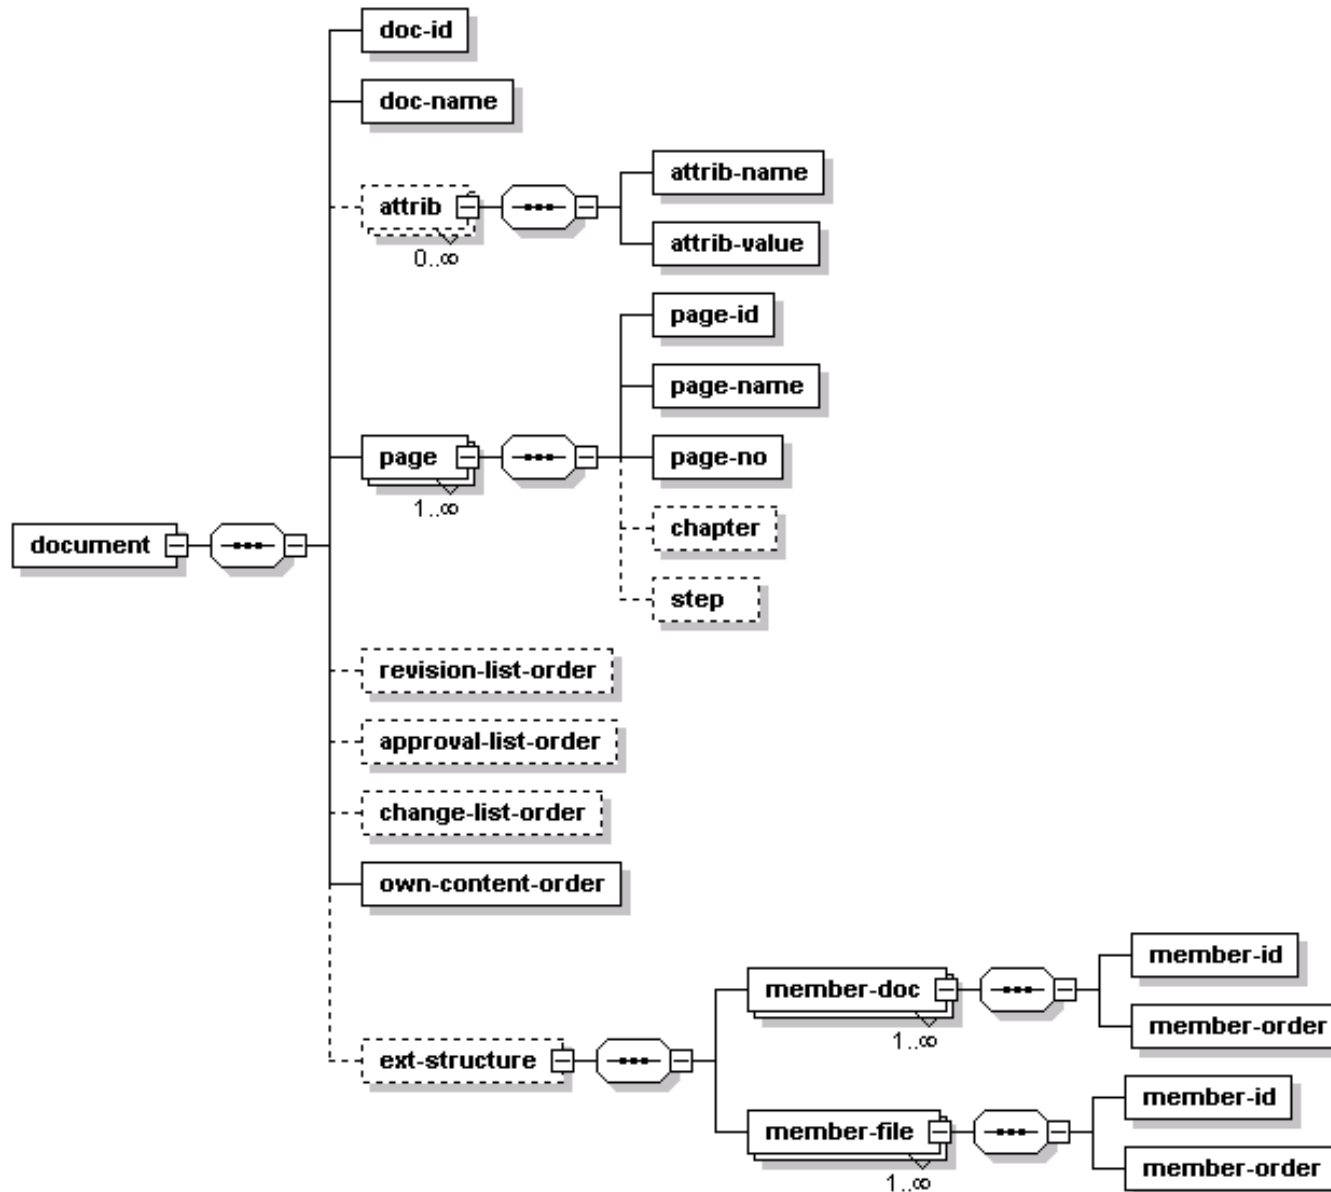 doc-id
doc-name
attrib
0..∞
attrib-name
attrib-value
page
1..∞
page-id
page-name
page-no
chapter
step
document
revision-list-order
approval-list-order
change-list-order
own-content-order
ext-structure
member-doc
1..∞
member-id
member-order
member-file
1..∞
member-id
member-order